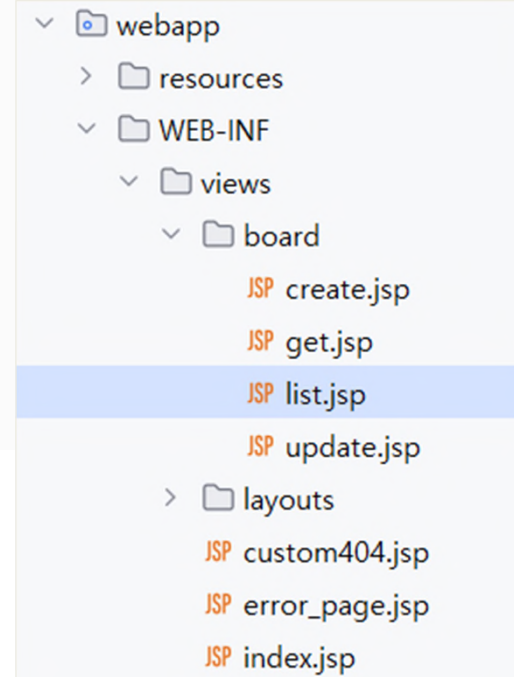 webapp
resources
WEB-INF
views
board
JSP create.jsp
JSP get.jsp
JSP list.jsp
JSP update.jsp
layouts
JSP custom404.jsp
JSP error_page.jsp
JSP index.jsp